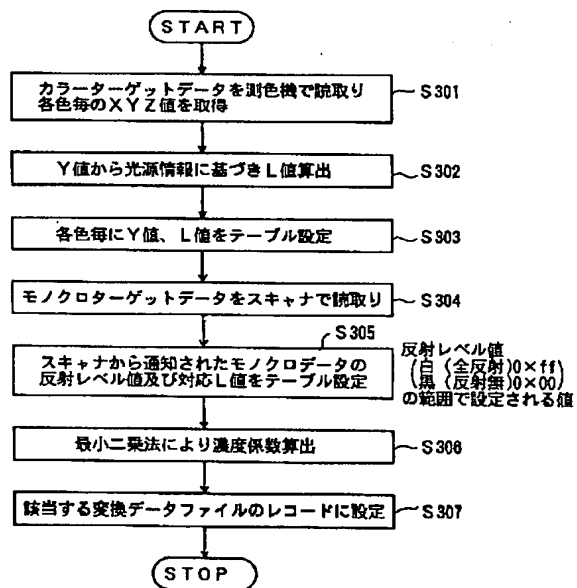 START
カラーターゲットデータを測色機で読取り
各色毎のXYZ値を取得
S301
Y値から光源情報に基づきL値算出
S302
各色毎にY値、L値をテーブル設定
S303
モノクロターゲットデータをスキャナで読取り
S304
S305
スキャナから通知されたモノクロデータの
反射レベル値及び対応L値をテーブル設定
反射レベル値
(白(全反射)0×ff)
(黒(反射無)0×00)
の範囲で設定される値
最小二乗法により濃度係数算出
S306
該当する変換データファイルのレコードに設定
S307
STOP